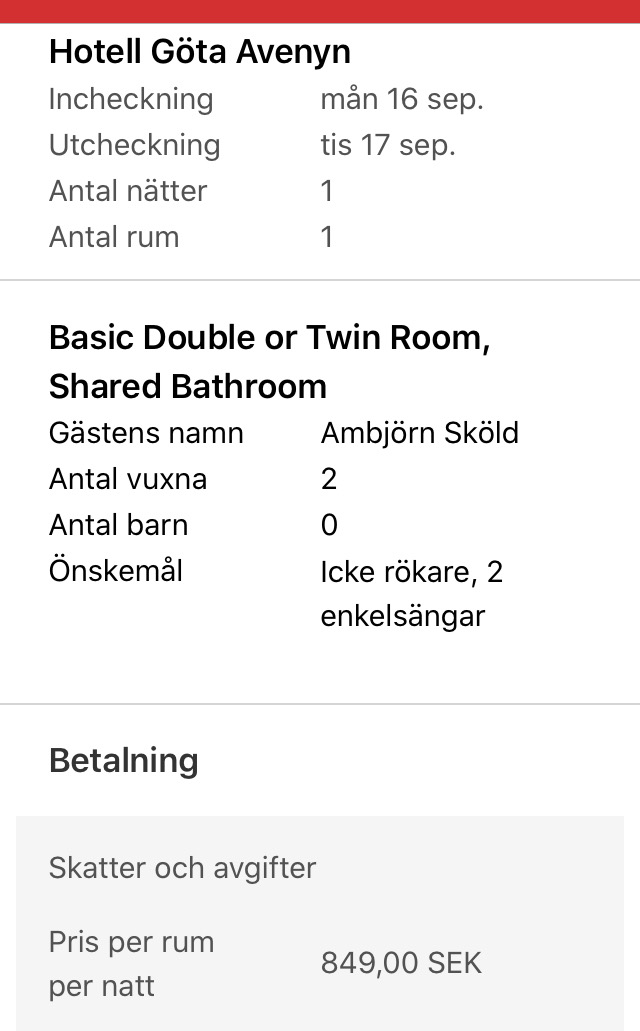 Hotell Göta Avenyn
Incheckning mån 16 sep.
Utcheckning tis 17 sep.
Antal nätter 1
Antal rum 1
Basic Double or Twin Room,
Shared Bathroom
Gästens namn Ambjörn Sköld
Antal vuxna 2
Antal barn 0
Önskemål Icke rökare, 2
enkelsängar
Betalning
Skatter och avgifter
Pris per rum
per natt 849,00 SEK